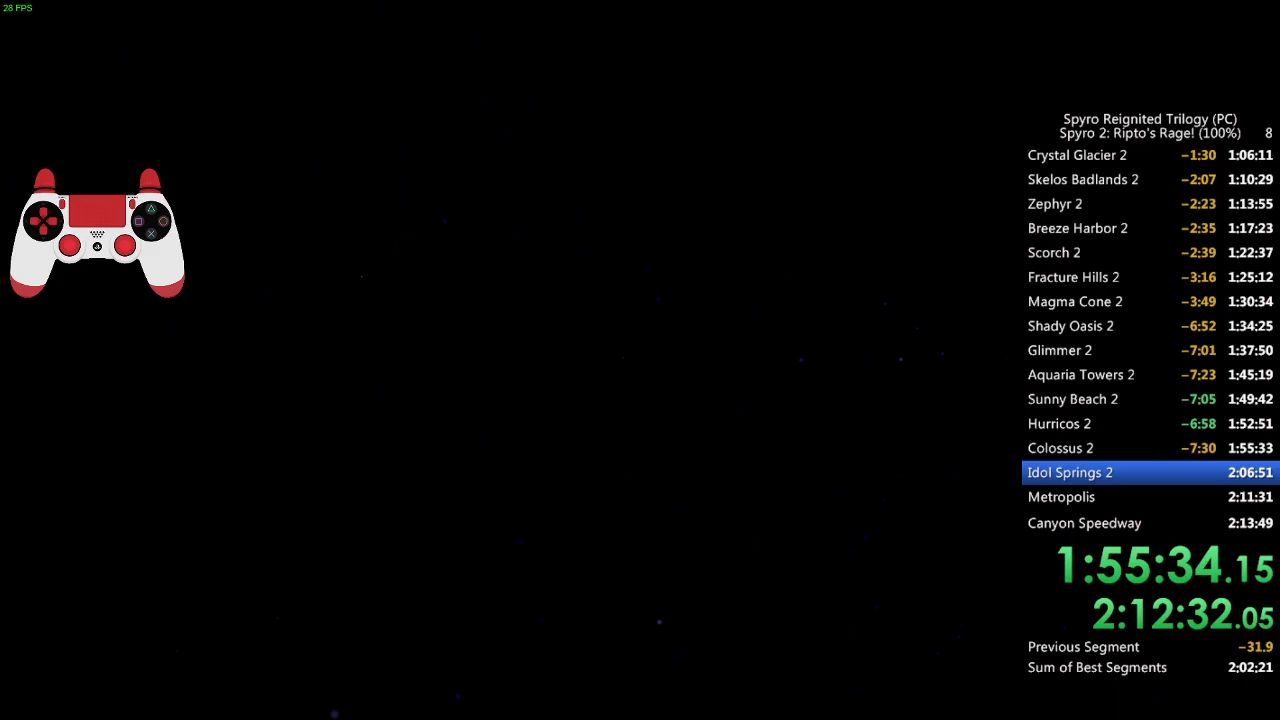 28 FPS
Spyro Reignited Trilogy (PC)
Spyro 2: Ripto's Rage! (100%) 8
Crystal Glacier 2 −1:30 1:06:11
Skelos Badlands 2 −2:07 1:10:29
Zephyr 2 −2:23 1:13:55
Breeze Harbor 2 −2:35 1:17:23
Scorch 2 −2:39 1:22:37
Fracture Hills 2 −3:16 1:25:12
Magma Cone 2 −3:49 1:30:34
Shady Oasis 2 −6:52 1:34:25
Glimmer 2 −7:01 1:37:50
Aquaria Towers 2 −7:23 1:45:19
Sunny Beach 2 −7:05 1:49:42
Hurricos 2 −6:58 1:52:51
Colossus 2 −7:30 1:55:33
Idol Springs 2 2:06:51
Metropolis 2:11:31
Canyon Speedway 2:13:49
1:55:34.15
2:12:32.05
Previous Segment −31.9
Sum of Best Segments 2:02:21